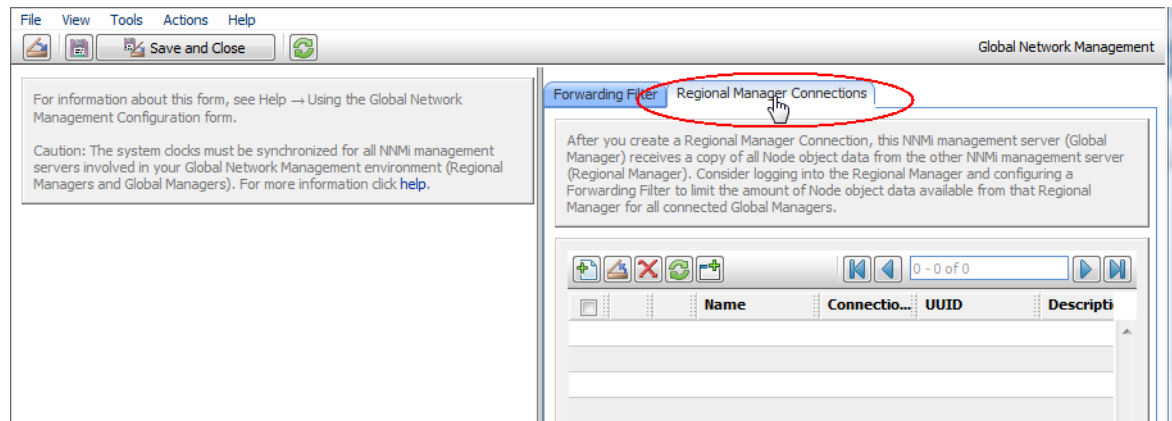 File View Tools Actions Help
Save and Close
Global Network Management
For information about this form, see Help → Using the Global Network
Management Configuration form.
Caution: The system clocks must be synchronized for all NNMi management
servers involved in your Global Network Management environment (Regional
Managers and Global Managers). For more information click help.
Forwarding Filter Regional Manager Connections
After you create a Regional Manager Connection, this NNMi management server (Global
Manager) receives a copy of all Node object data from the other NNMi management server
(Regional Manager). Consider logging into the Regional Manager and configuring a
Forwarding Filter to limit the amount of Node object data available from that Regional
Manager for all connected Global Managers.
0 - 0 of 0
Name Connectio... UUID Descripti